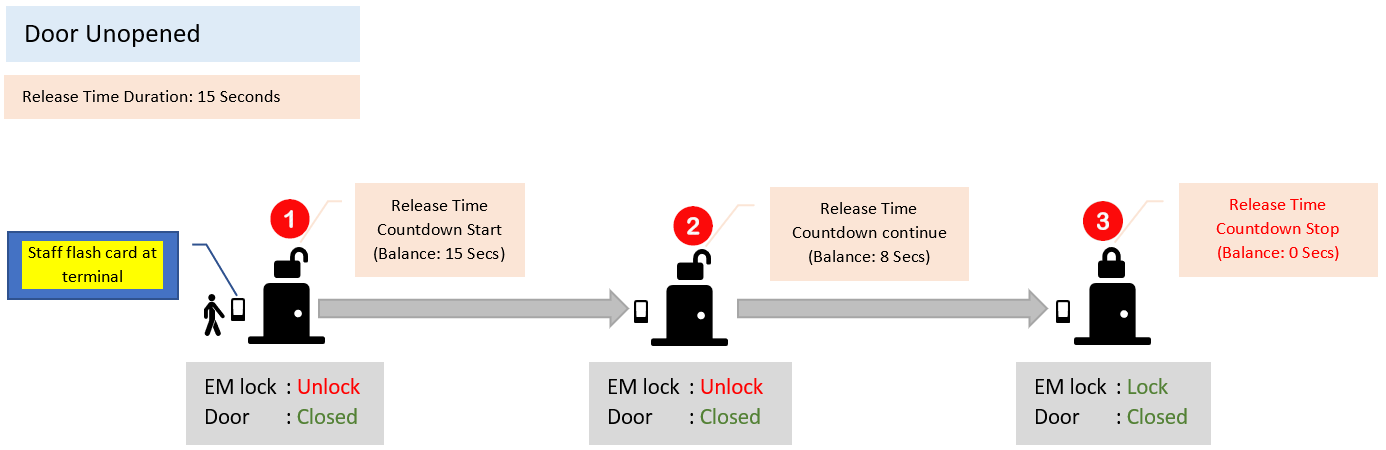 Door Unopened
Release Time Duration: 15 Seconds
Staff flash card at
terminal
1
Release Time
Countdown Start
(Balance: 15 Secs)
2
Release Time
Countdown continue
(Balance: 8 Secs)
3
Release Time
Countdown Stop
(Balance: 0 Secs)
EM lock : Unlock
Door : Closed
EM lock : Unlock
Door : Closed
EM lock : Lock
Door : Closed